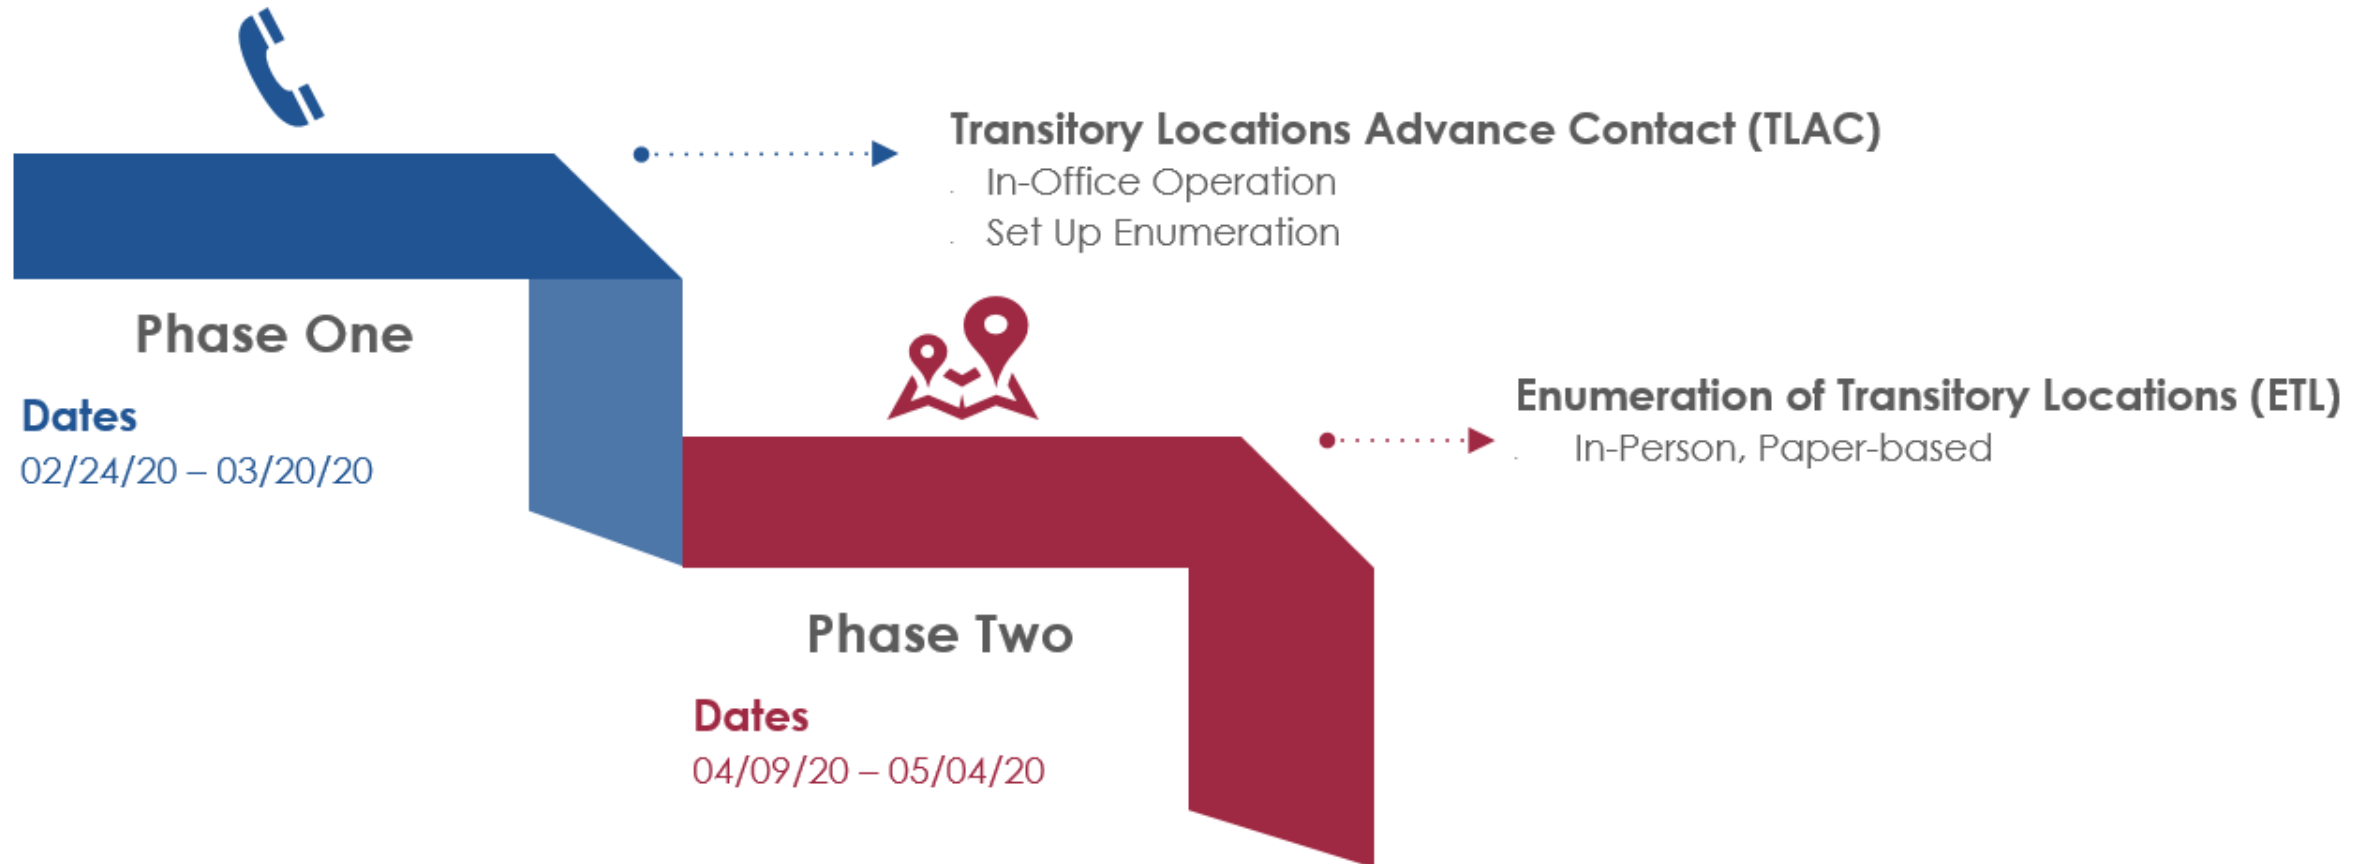 Transitory Locations Advance Contact (TLAC)
In-Office Operation
Set Up Enumeration
Phase One
Dates
02/24/20 – 03/20/20
Enumeration of Transitory Locations (ETL)
In-Person, Paper-based
Phase Two
Dates
04/09/20 – 05/04/20